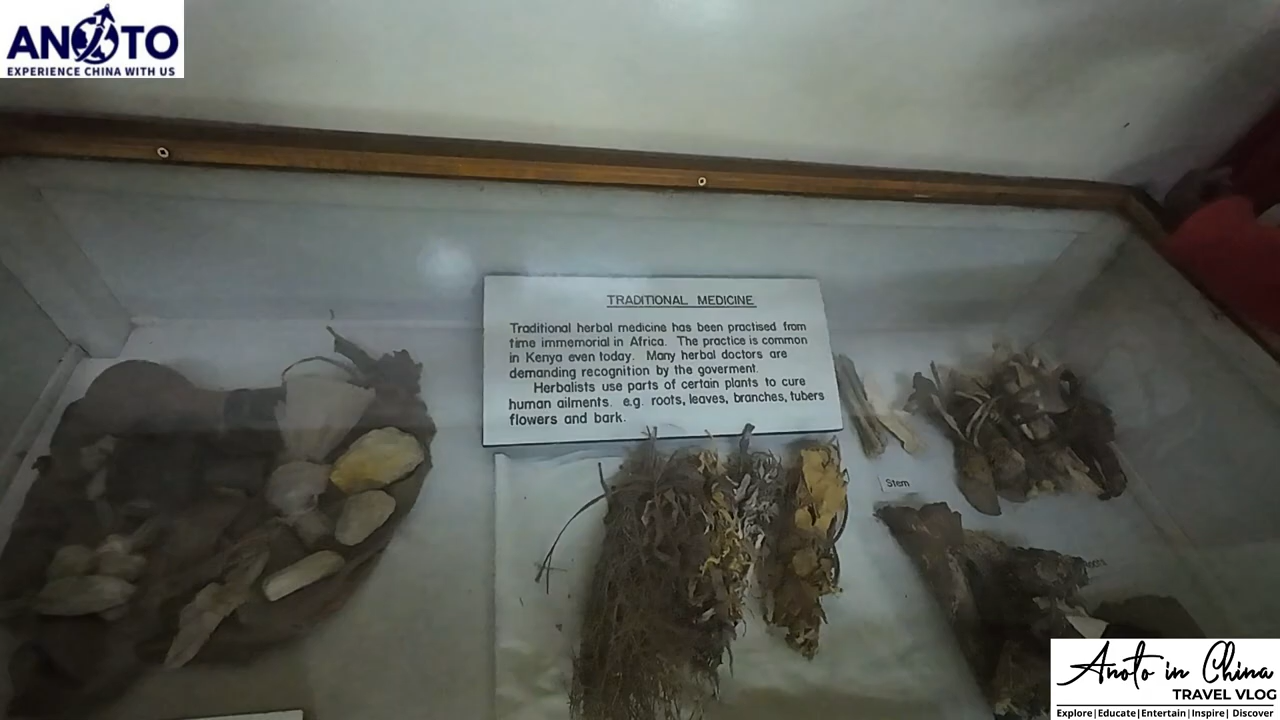 ANOTO
EXPERIENCE CHINA WITH US
TRADITIONAL MEDICINE
Traditional herbal medicine has been practised from
time immemorial in Africa. The practice is common
in Kenya even today. Many herbal doctors are
demanding recognition by the goverment.
Herbalists use parts of certain plants to cure
human ailments. e.g. roots, leaves, branches, tubers
flowers and bark.
Stem
Anoto in China
TRAVEL VLOG
Explore|Educate|Entertain|Inspire| Discover